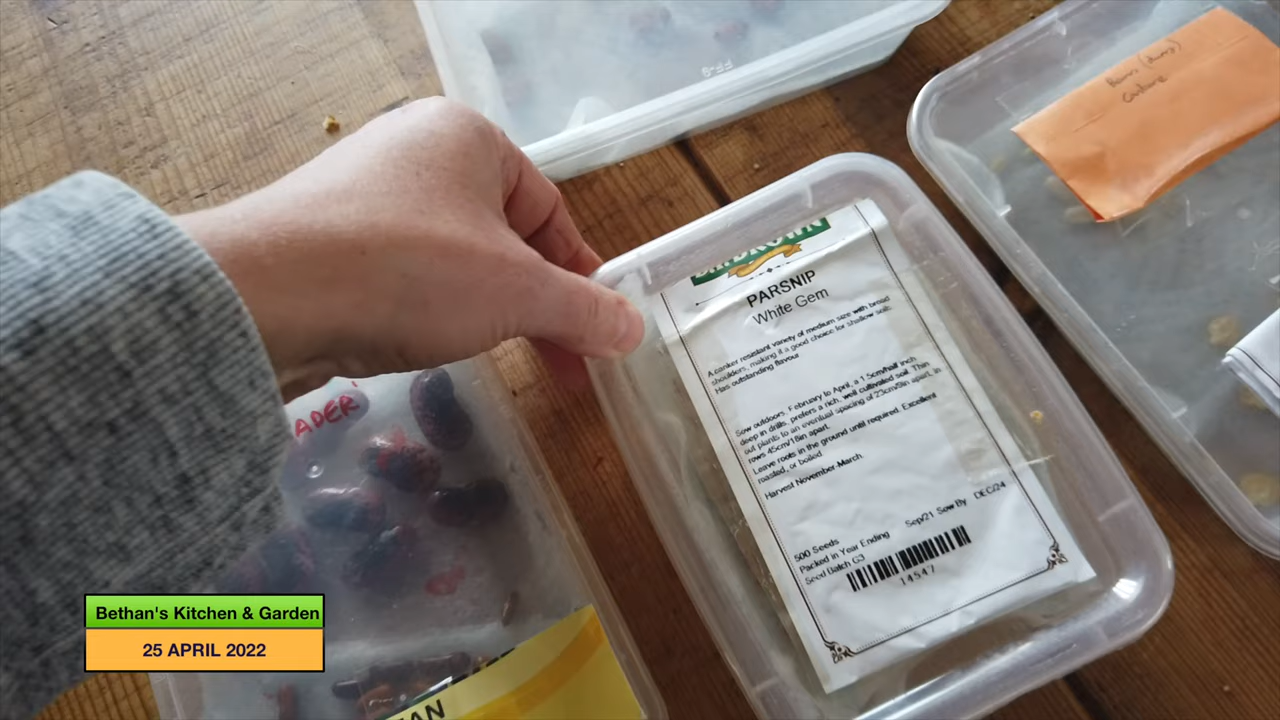 FF.9
D.T.BROWN
PARSNIP
White Gem
A canker resistant variety of medium size with broad
shoulders, making it a good choice for shallow soils.
Has outstanding flavour
Sow outdoors, February to April, a 1.5cm/half inch
deep in drills, prefers a rich, well cultivated soil. Thin
out plants to an eventual spacing of 23cm/9in apart, in
rows 45cm/18in apart.
Leave roots in the ground until required. Excellent
roasted, or boiled.
Harvest November-March.
500 Seeds
Packed in Year Ending Sep/21 Sow By DEC/24
Seed Batch G3
14547
ADER
Bethan's Kitchen & Garden
25 APRIL 2022